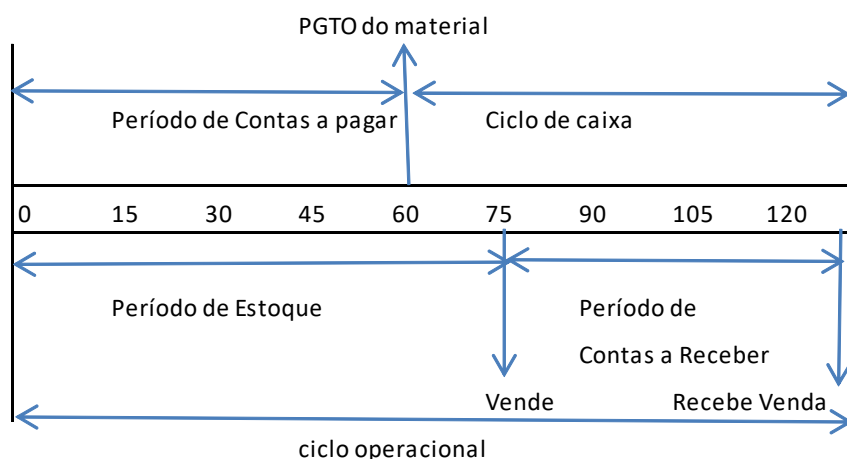 PGTO do material
Período de Contas a pagar Ciclo de caixa
0 15 30 45 60 75 90 105 120
Período de Estoque Período de
Contas a Receber
Vende Recebe Venda
ciclo operacional